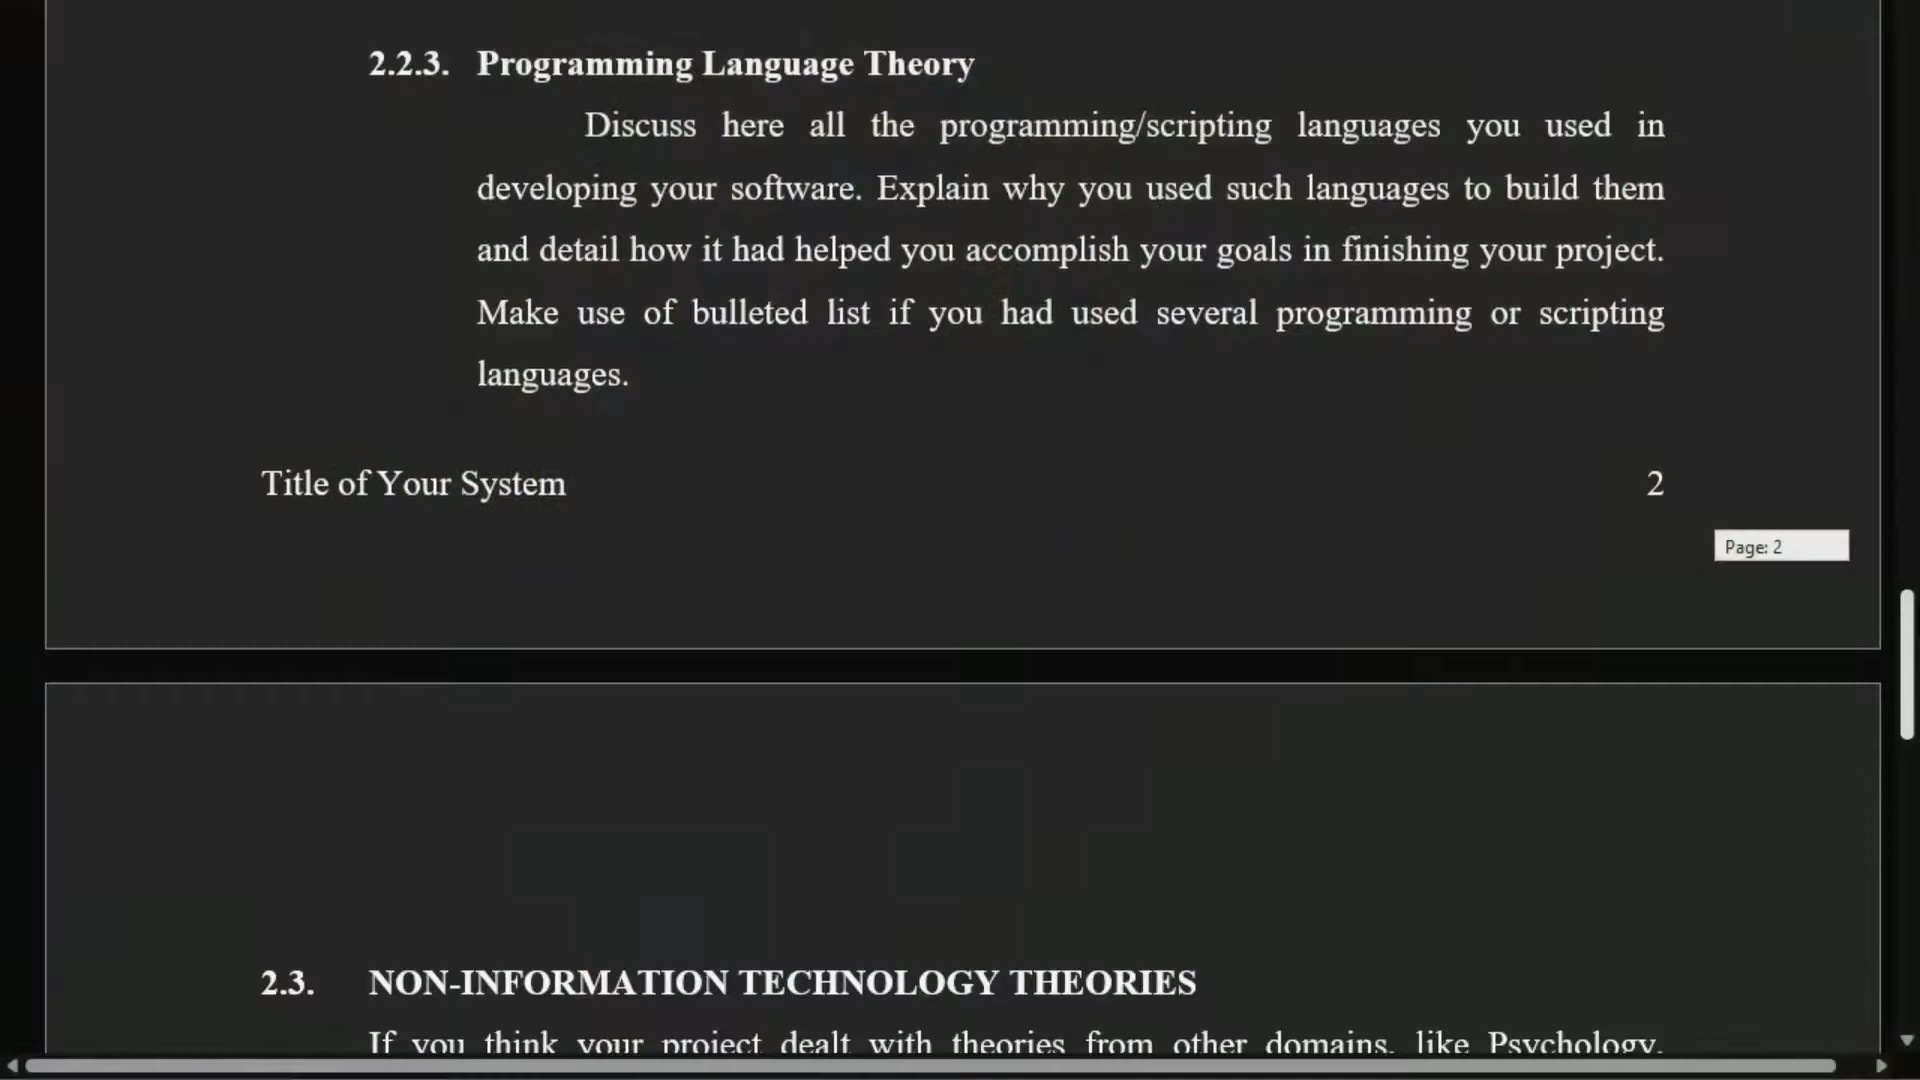 2.2.3. Programming Language Theory
Discuss here all the programming/scripting languages you used in
developing your software. Explain why you used such languages to build them
and detail how it had helped you accomplish your goals in finishing your project.
Make use of bulleted list if you had used several programming or scripting
languages.
Title of Your System 2
Page: 2
2.3. NON-INFORMATION TECHNOLOGY THEORIES
If you think your project dealt with theories from other domains, like Psychology,